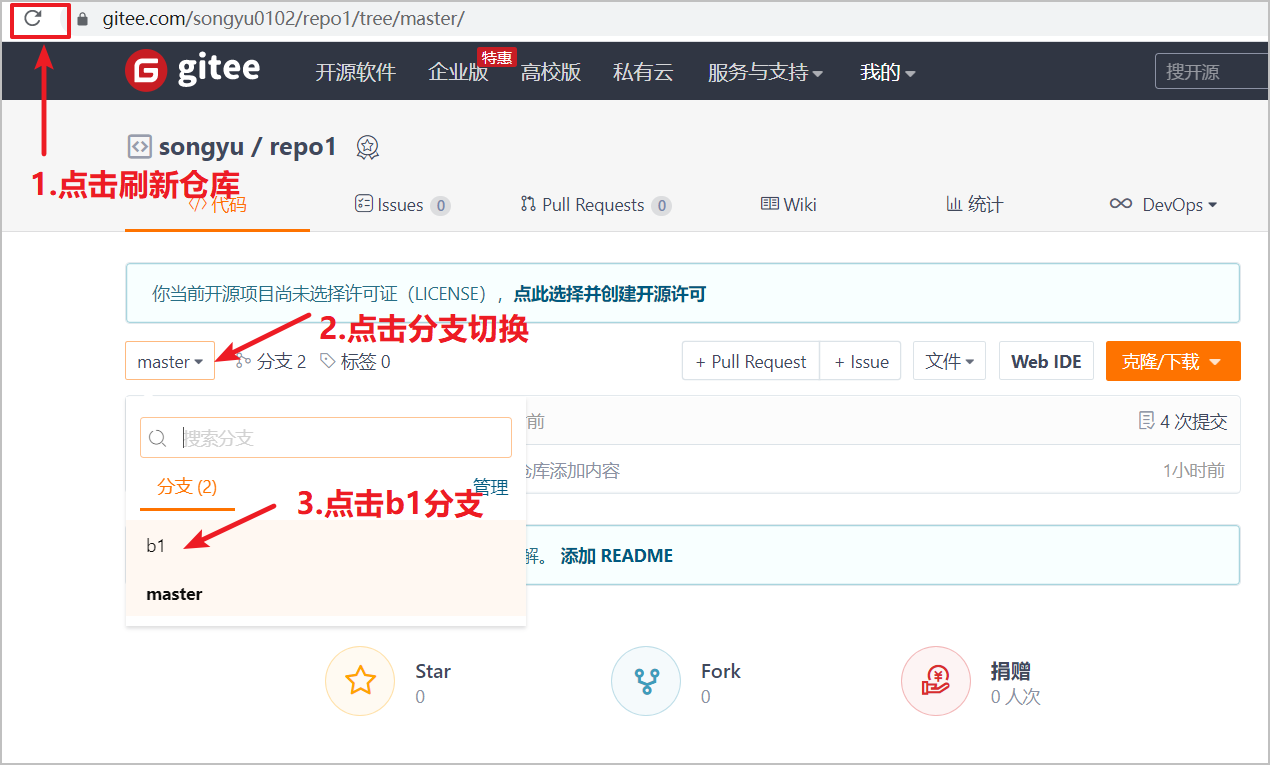 gitee.com/songyu0102/repo1/tree/master/
gitee 开源软件 企业版 特惠 高校版 私有云 服务与支持 我的 搜开源
songyu / repo1
1.点击刷新仓库
代码 Issues 0 Pull Requests 0 Wiki 统计 DevOps
你当前开源项目尚未选择许可证（LICENSE），点此选择并创建开源许可
2.点击分支切换
master 分支 2 标签 0 + Pull Request + Issue 文件 Web IDE 克隆/下载
搜索分支 前 4 次提交
库添加内容 1小时前
分支 (2) 管理
3.点击b1分支
b1
解。 添加 README
master
Star Fork 捐赠
0 0 0 人次